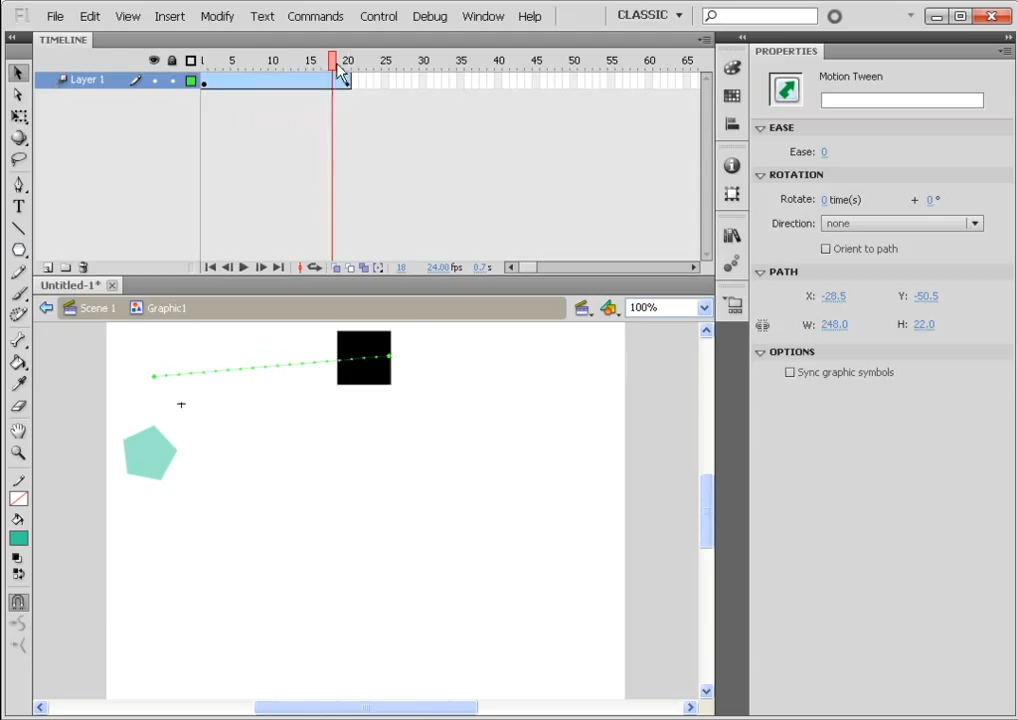 Fl File Edit View Insert Modify Text Commands Control Debug Window Help CLASSIC
TIMELINE
1 5 10 15 20 25 30 35 40 45 50 55 60 65
Layer 1
18 24.00 fps 0.7 s
Untitled-1*
Scene 1 Graphic1 100%
PROPERTIES
Motion Tween
EASE
Ease: 0
ROTATION
Rotate: 0 time(s) + 0 °
Direction: none
Orient to path
PATH
X: -28.5 Y: -50.5
W: 248.0 H: 22.0
OPTIONS
Sync graphic symbols